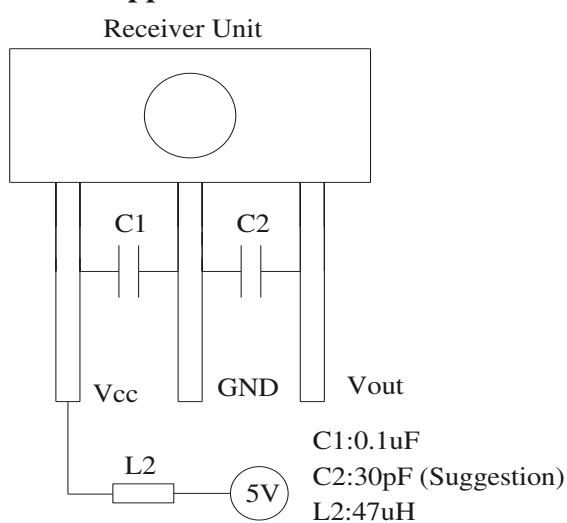 Receiver Unit
C1
C2
Vcc
GND
Vout
L2
5V
C1:0.1uF
C2:30pF (Suggestion)
L2:47uH